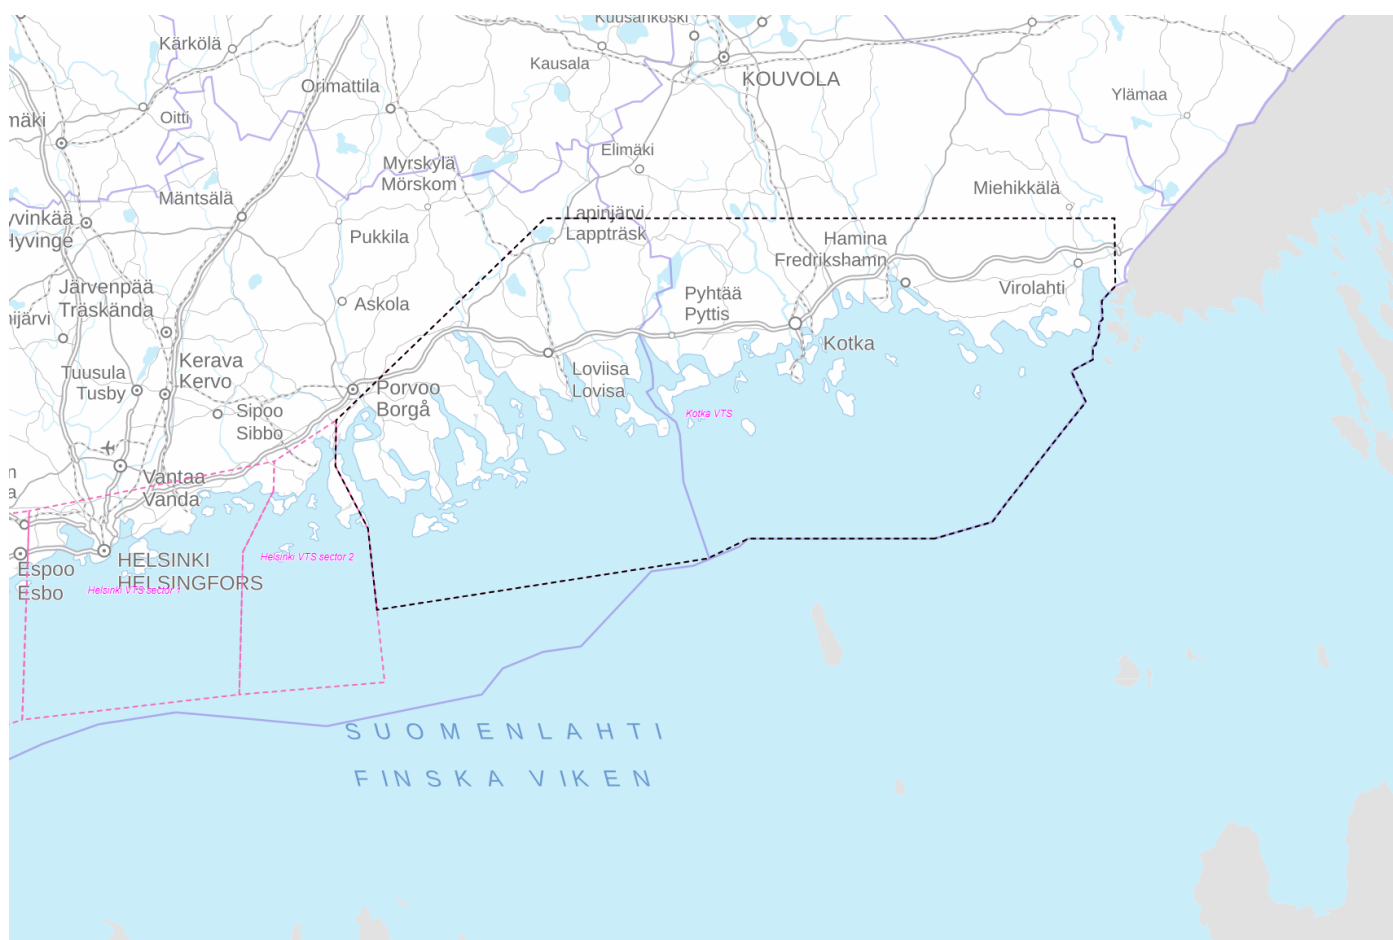 Kuusankoski
Kärkölä
Kausala
KOUVOLA
Orimattila
Ylämaa
Oitti
mäki
Elimäki
Myrskylä
Mörskom
Miehikkälä
Mäntsälä
Lapinjärvi
Lappträsk
yvinkää
Hyvinge
Pukkila
Hamina
Fredrikshamn
Järvenpää
Träskända
Askola
Pyhtää
Pyttis
Virolahti
ijärvi
Kotka
Kerava
Kervo
Tuusula
Tusby
Loviisa
Lovisa
Porvoo
Borgå
Sipoo
Sibbo
Kotka VTS
n
a
Vantaa
Vanda
Helsinki VTS sector 2
HELSINKI
HELSINGFORS
Espoo
Esbo
Helsinki VTS sector 1
SUOMENLAHTI
FINSKA VIKEN